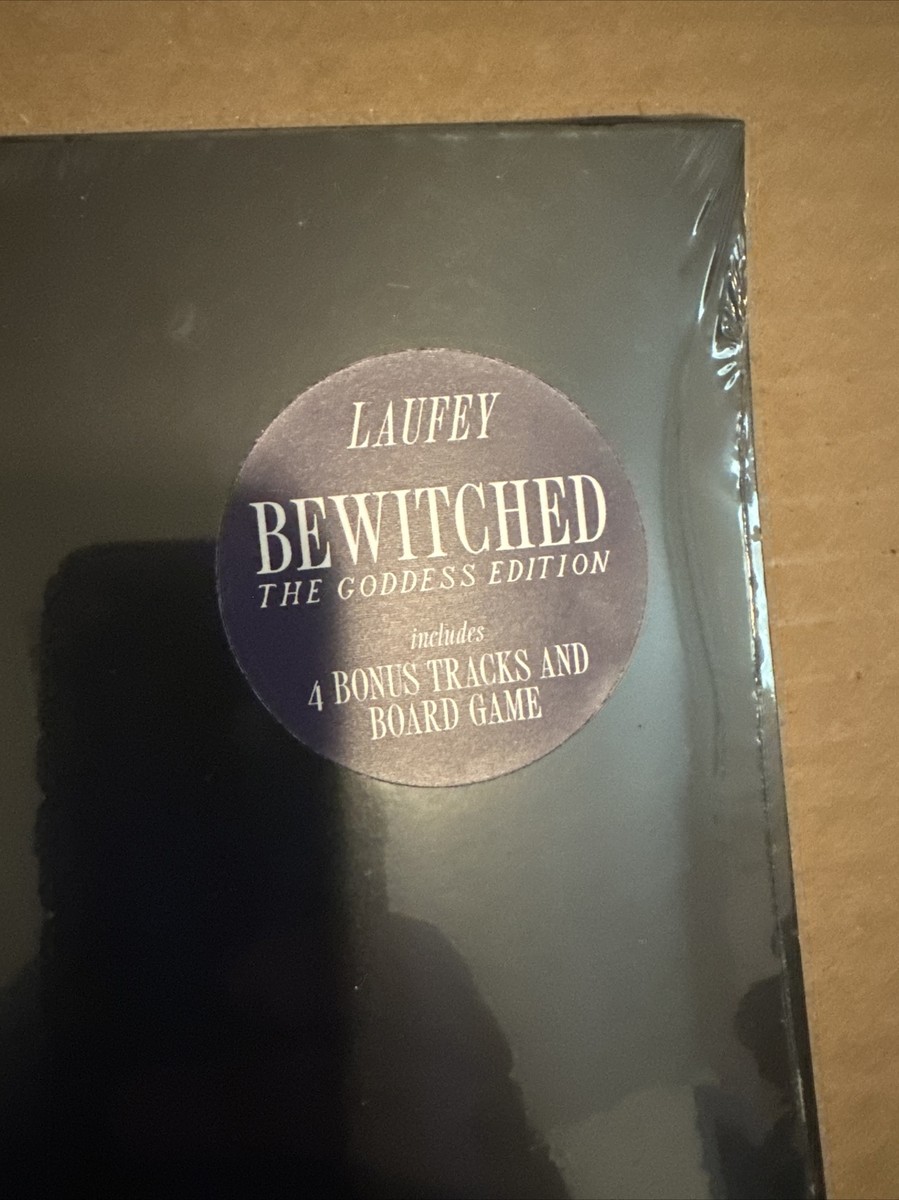 LAUFEY
BEWITCHED
THE GODDESS EDITION
includes
4 BONUS TRACKS AND
BOARD GAME